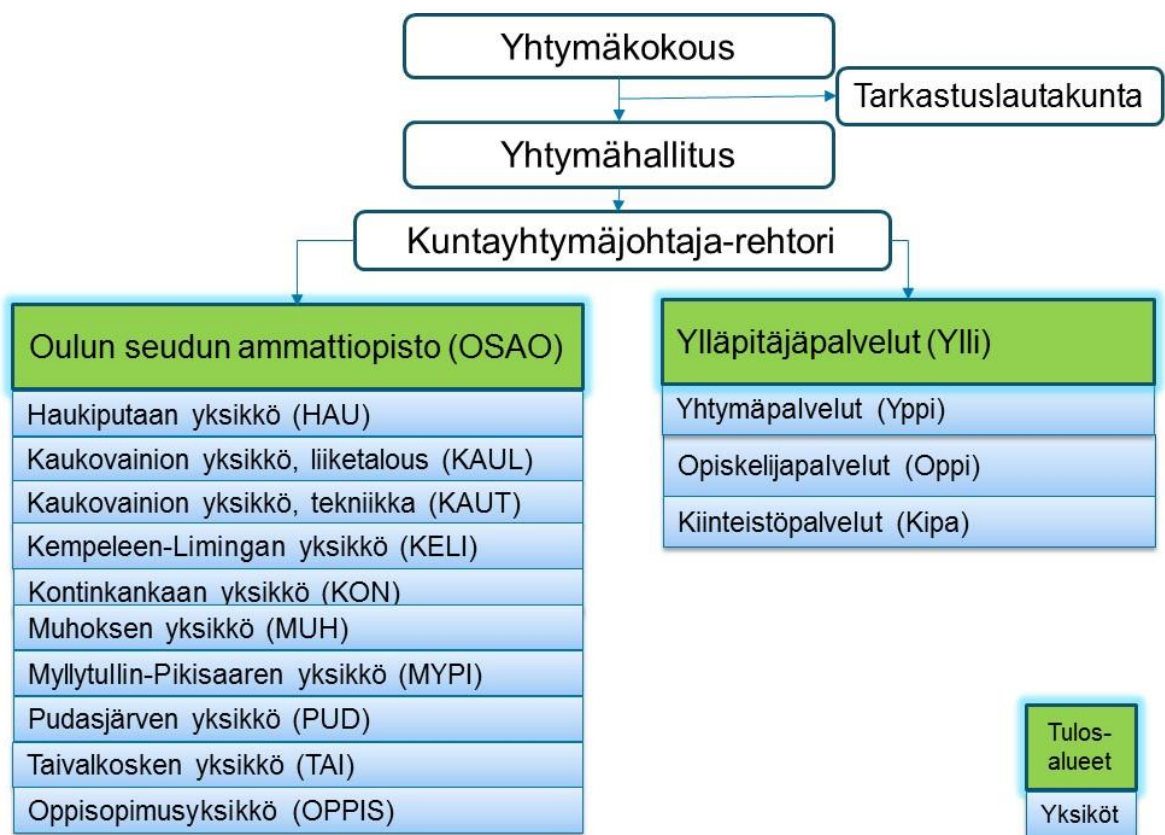 Yhtymäkokous
Tarkastuslautakunta
Yhtymähallitus
Kuntayhtymäjohtaja-rehtori
Oulun seudun ammattiopisto (OSAO)
Haukiputaan yksikkö (HAU)
Kaukovainion yksikkö, liiketalous (KAUL)
Kaukovainion yksikkö, tekniikka (KAUT)
Kempeleen-Limingan yksikkö (KELI)
Kontinkankaan yksikkö (KON)
Muhoksen yksikkö (MUH)
Myllytullin-Pikisaaren yksikkö (MYPI)
Pudasjärven yksikkö (PUD)
Taivalkosken yksikkö (TAI)
Oppisopimusyksikkö (OPPIS)
Ylläpitäjäpalvelut (Ylli)
Yhtymäpalvelut (Yppi)
Opiskelijapalvelut (Oppi)
Kiinteistöpalvelut (Kipa)
Tulos-
alueet
Yksiköt